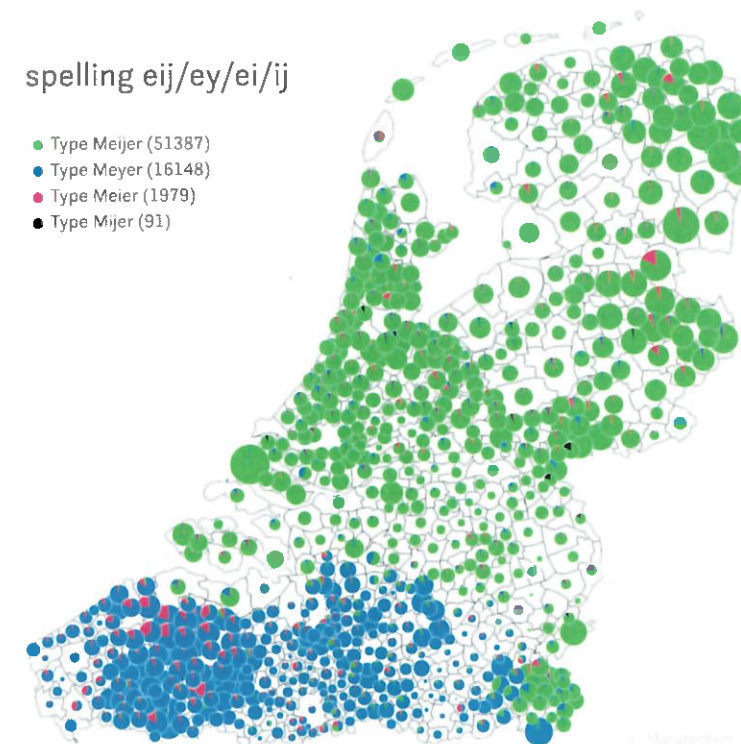 spelling eij/ey/ei/ij
Type Meijer (51387)
Type Meyer (16148)
Type Meier (1979)
Type Mijer (91)